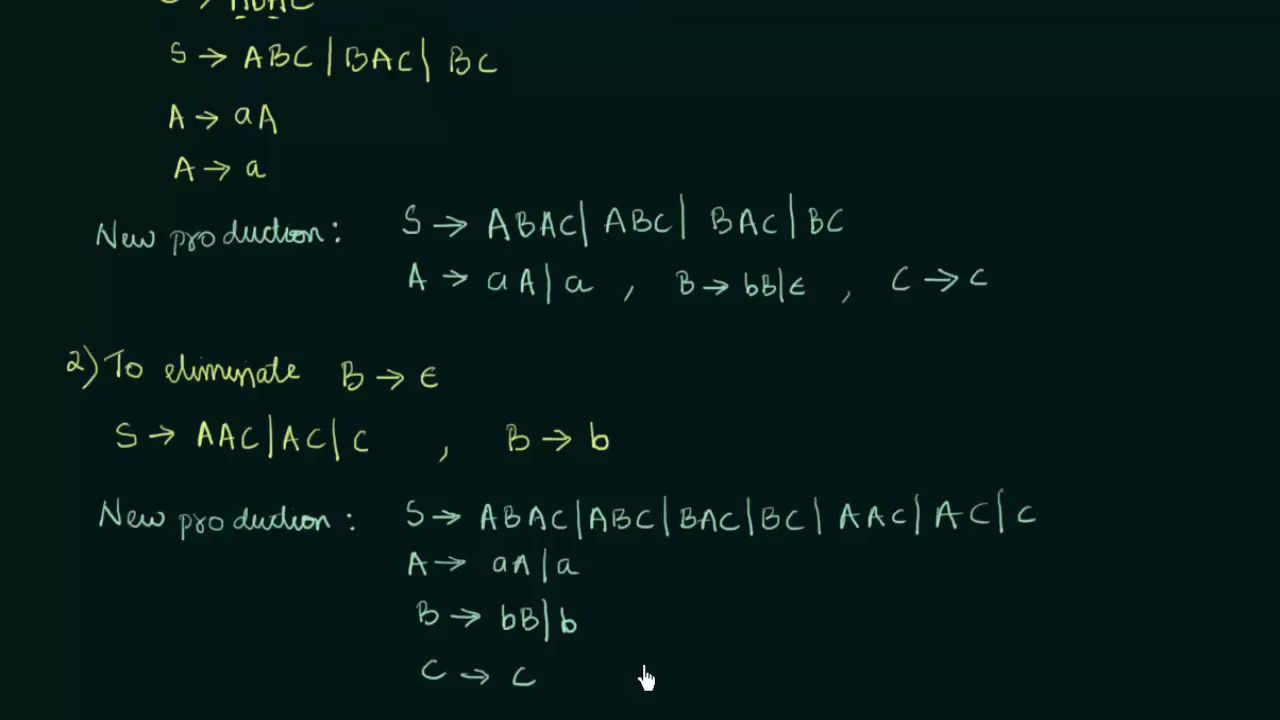 S → ABC | BAC | BC
A → aA
A → a
New production: S → ABAC | ABC | BAC | BC
A → aA | a , B → bB | ϵ , C → c
2) To eliminate B → ϵ
S → AAC | AC | C , B → b
New production: S → ABAC | ABC | BAC | BC | AAC | AC | C
A → aA | a
B → bB | b
C → c